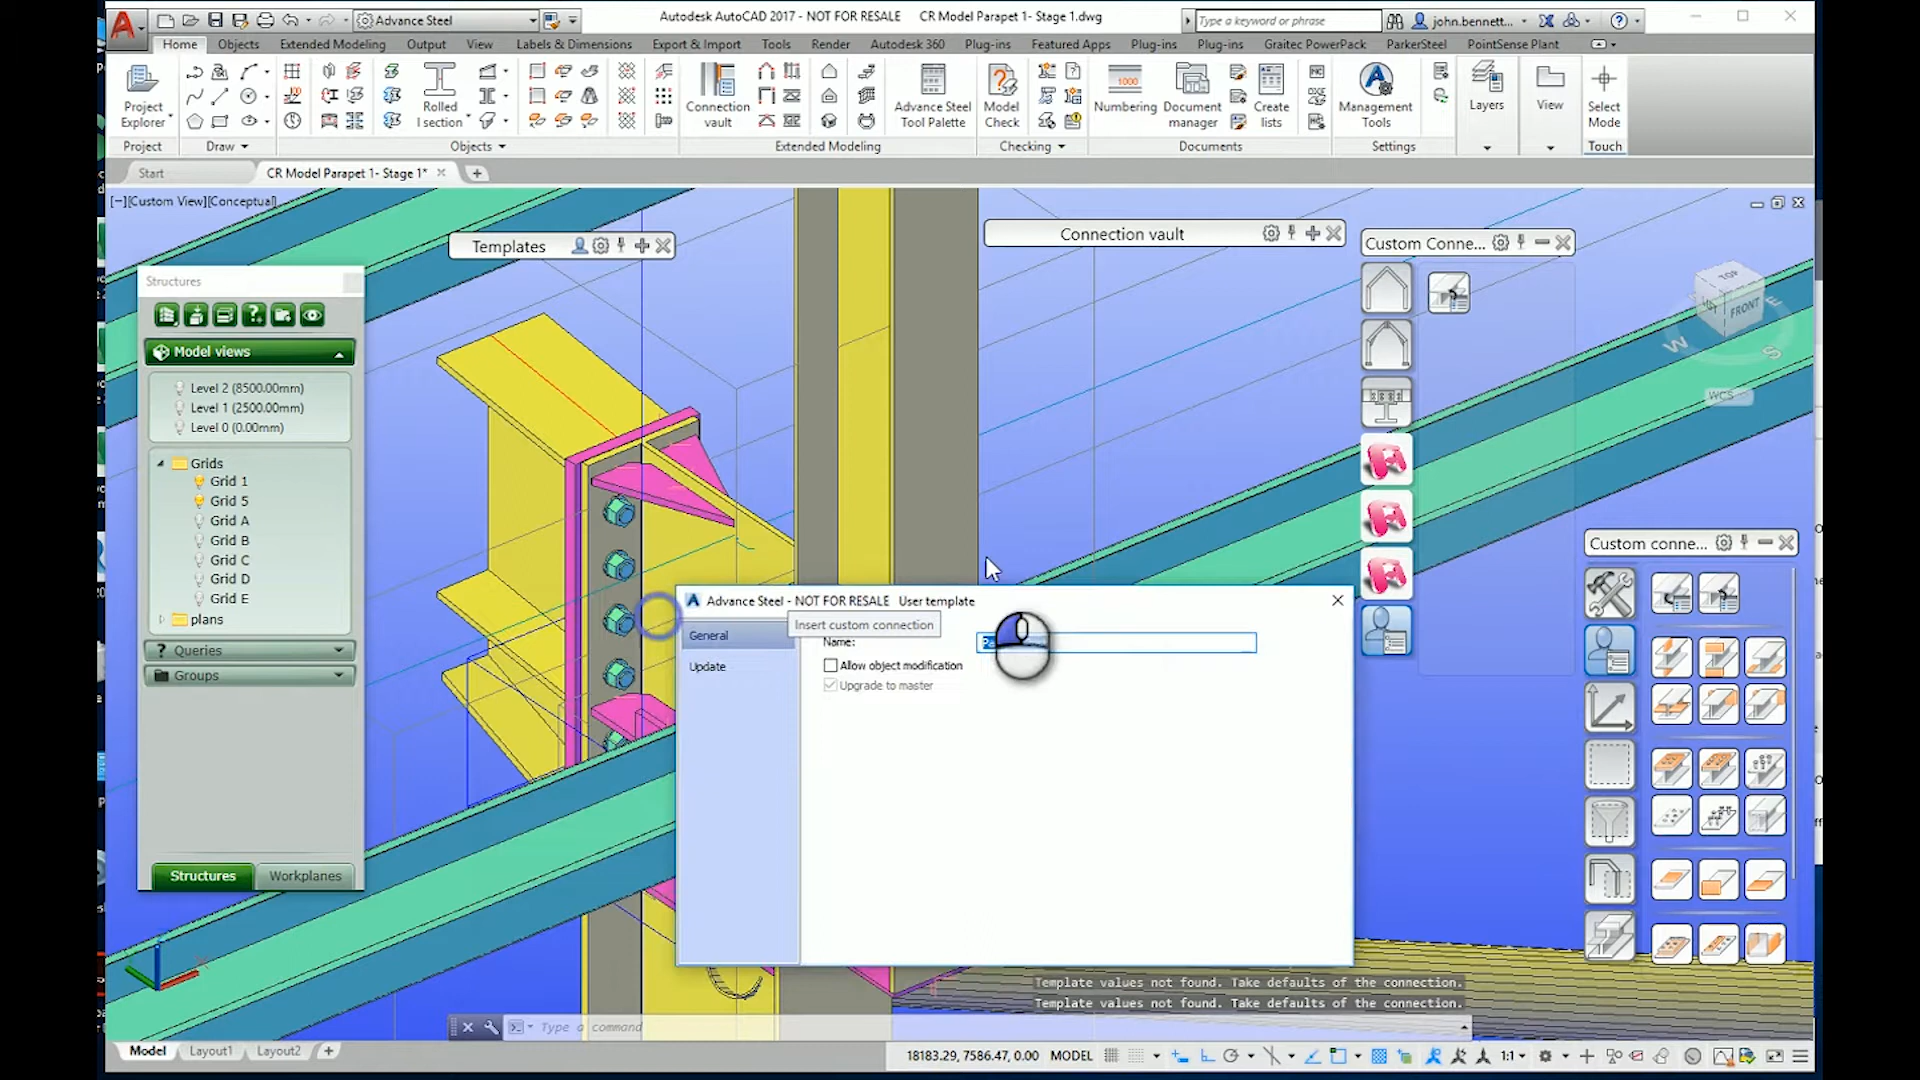 Advance Steel
Autodesk AutoCAD 2017 - NOT FOR RESALE CR Model Parapet 1- Stage 1.dwg
Type a keyword or phrase
john.bennett...
Home Objects Extended Modeling Output View Labels & Dimensions Export & Import Tools Render Autodesk 360 Plug-ins Featured Apps Plug-ins Plug-ins Graitec PowerPack ParkerSteel PointSense Plant
Project Explorer
Rolled I section
Connection vault
Advance Steel Tool Palette
Model Check
1000
Numbering
Document manager
Create lists
Management Tools
Layers
View
Select Mode
Project Draw Objects Extended Modeling Checking Documents Settings Touch
Start CR Model Parapet 1- Stage 1*
[−][Custom View][Conceptual]
Templates
Connection vault
Custom Conne...
TOP
FRONT
W
S
WCS
Structures
Model views
Level 2 (8500.00mm)
Level 1 (2500.00mm)
Level 0 (0.00mm)
Grids
Grid 1
Grid 5
Grid A
Grid B
Grid C
Grid D
Grid E
plans
Queries
Groups
Structures Workplanes
Custom conne...
Advance Steel - NOT FOR RESALE User template
Insert custom connection
General
Update
Name:
Allow object modification
Upgrade to master
Template values not found. Take defaults of the connection.
Template values not found. Take defaults of the connection.
Type a command
Model Layout1 Layout2
18183.29, 7586.47, 0.00 MODEL
1:1